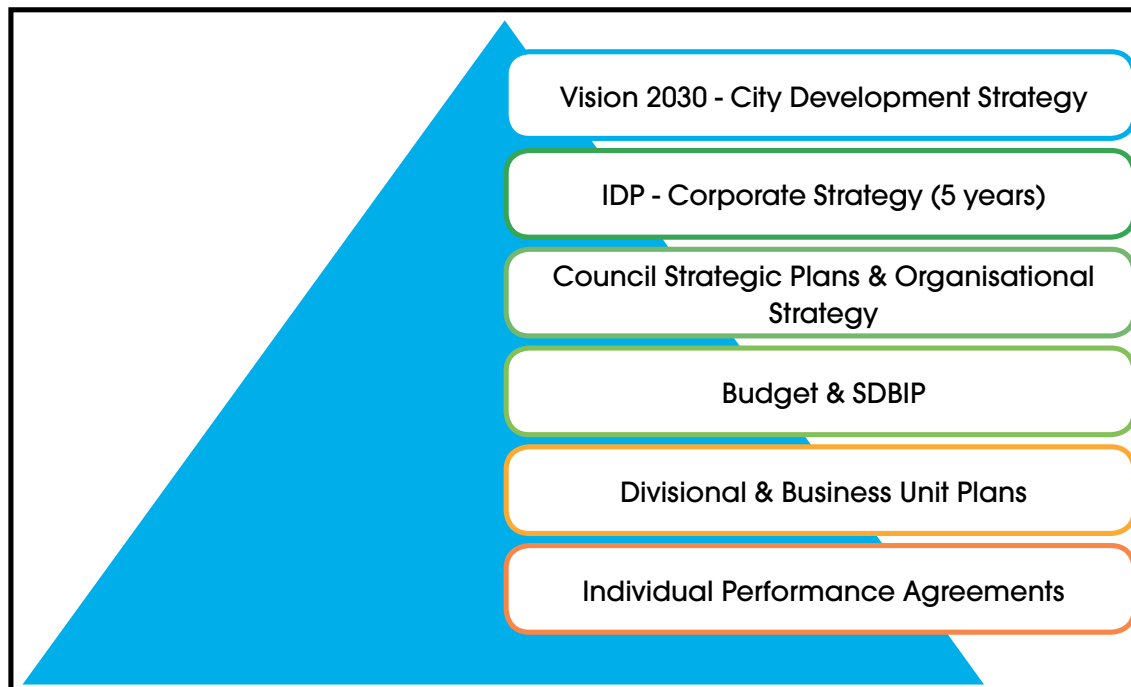 Vision 2030 - City Development Strategy
IDP - Corporate Strategy (5 years)
Council Strategic Plans & Organisational
Strategy
Budget & SDBIP
Divisional & Business Unit Plans
Individual Performance Agreements